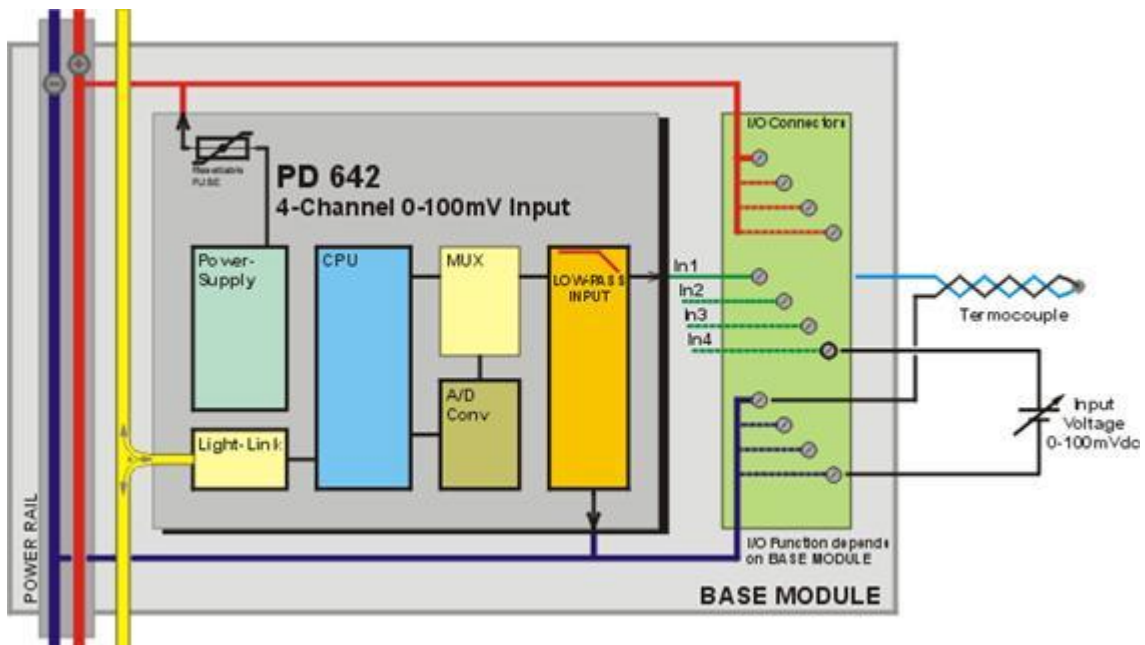 I/O Connectors
Resettable
FUSE
PD 642
4-Channel 0-100mV Input
Power-
Supply
CPU
MUX
LOW-PASS
INPUT
In1
In2
In3
In4
Termocouple
A/D
Conv
Light-Link
Input
Voltage
0-100mVdc
POWER RAIL
I/O Function depends
on BASE MODULE
BASE MODULE